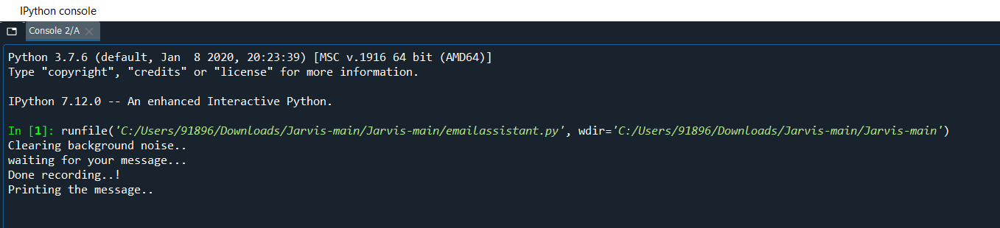 IPython console
Console 2/A
Python 3.7.6 (default, Jan  8 2020, 20:23:39) [MSC v.1916 64 bit (AMD64)]
Type "copyright", "credits" or "license" for more information.
IPython 7.12.0 -- An enhanced Interactive Python.
In [1]: runfile('C:/Users/91896/Downloads/Jarvis-main/Jarvis-main/emailassistant.py', wdir='C:/Users/91896/Downloads/Jarvis-main/Jarvis-main')
Clearing background noise..
waiting for your message...
Done recording..!
Printing the message..